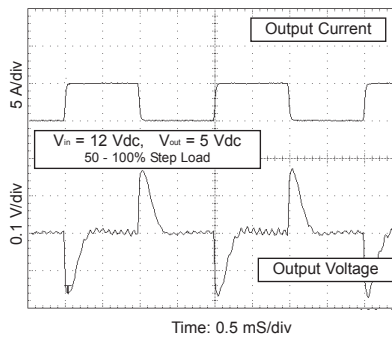 Output Current
5 A/div
Vin = 12 Vdc, Vout = 5 Vdc
50 - 100% Step Load
0.1 V/div
Output Voltage
Time: 0.5 mS/div